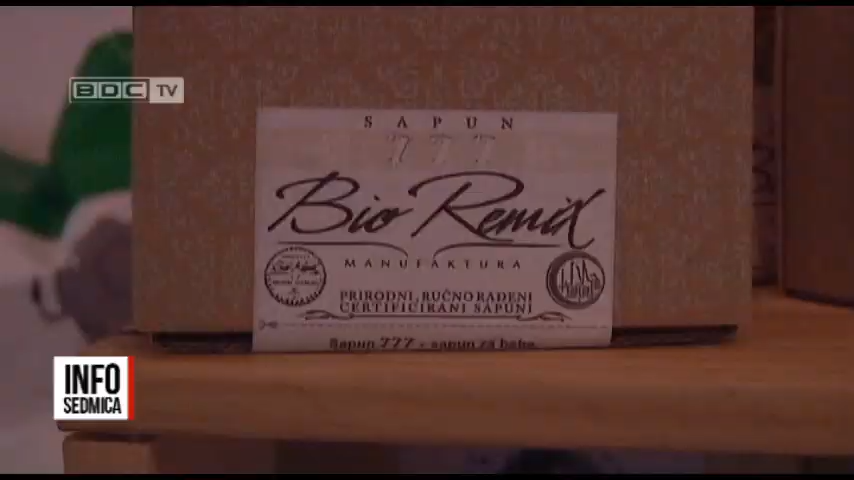 BDC TV
SAPUN
777
Bio Remix
MANUFAKTURA
PRIRODNI, RUČNO RAĐENI
CERTIFICIRANI SAPUNI
Sapun 777 - sapun za bebe.
INFO
SEDMICA